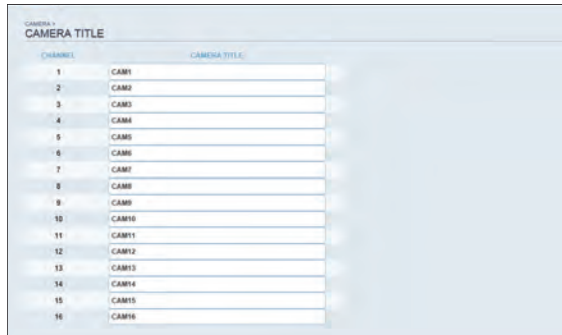 CAMERA >
CAMERA TITLE
CHANNEL CAMERA TITLE
1 CAM1
2 CAM2
3 CAM3
4 CAM4
5 CAM5
6 CAM6
7 CAM7
8 CAM8
9 CAM9
10 CAM10
11 CAM11
12 CAM12
13 CAM13
14 CAM14
15 CAM15
16 CAM16